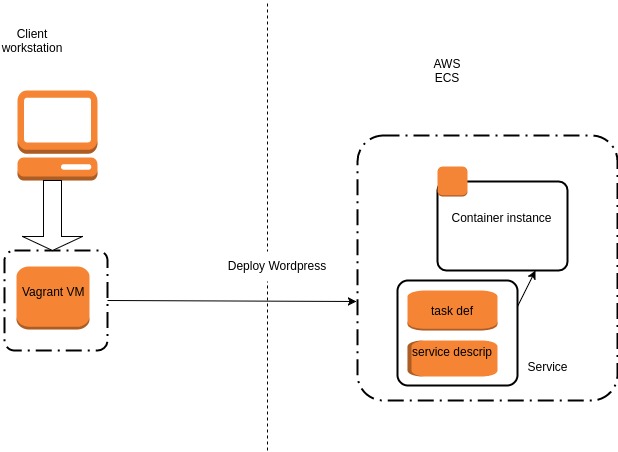 Client
workstation
AWS
ECS
Container instance
Deploy Wordpress
Vagrant VM
task def
service descrip
Service